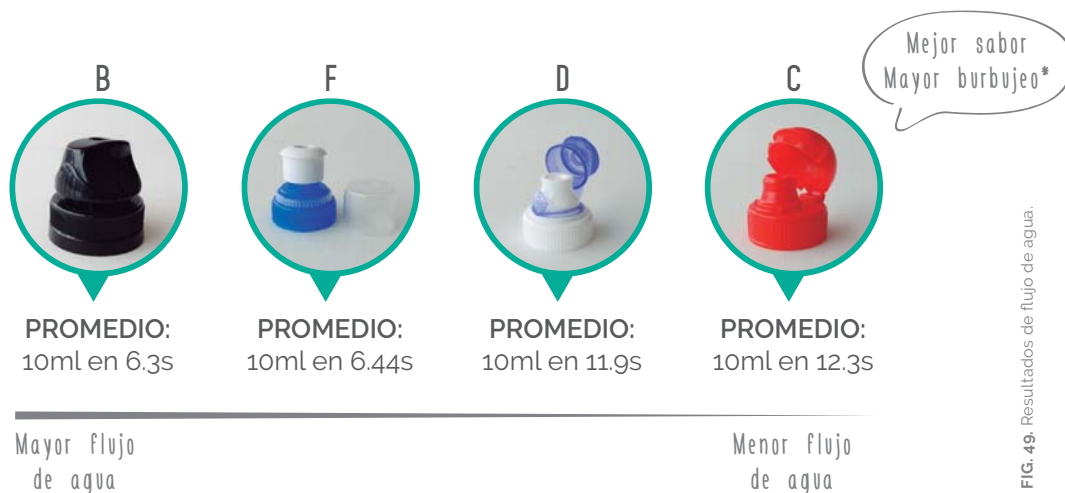 Mejor sabor
Mayor burbujeo*
B
F
D
C
PROMEDIO:
10ml en 6.3s
PROMEDIO:
10ml en 6.44s
PROMEDIO:
10ml en 11.9s
PROMEDIO:
10ml en 12.3s
Mayor flujo
de agua
Menor flujo
de agua
FIG. 49. Resultados de flujo de agua.